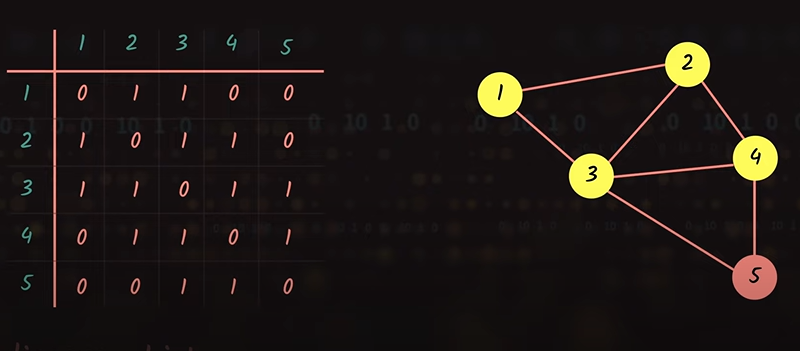 1 2 3 4 5
1 0 1 1 0 0
2 1 0 1 1 0
3 1 1 0 1 1
4 0 1 1 0 1
5 0 0 1 1 0
2
1
4
3
5